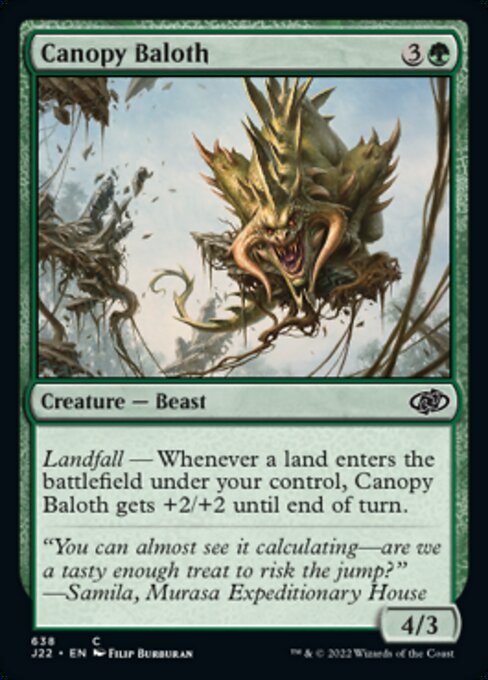 Canopy Baloth 3
Creature — Beast
Landfall — Whenever a land enters the
battlefield under your control, Canopy
Baloth gets +2/+2 until end of turn.
“You can almost see it calculating—are we
a tasty enough treat to risk the jump?”
—Samila, Murasa Expeditionary House
4/3
638 C
J22 • EN Filip Burburan
™ & © 2022 Wizards of the Coast